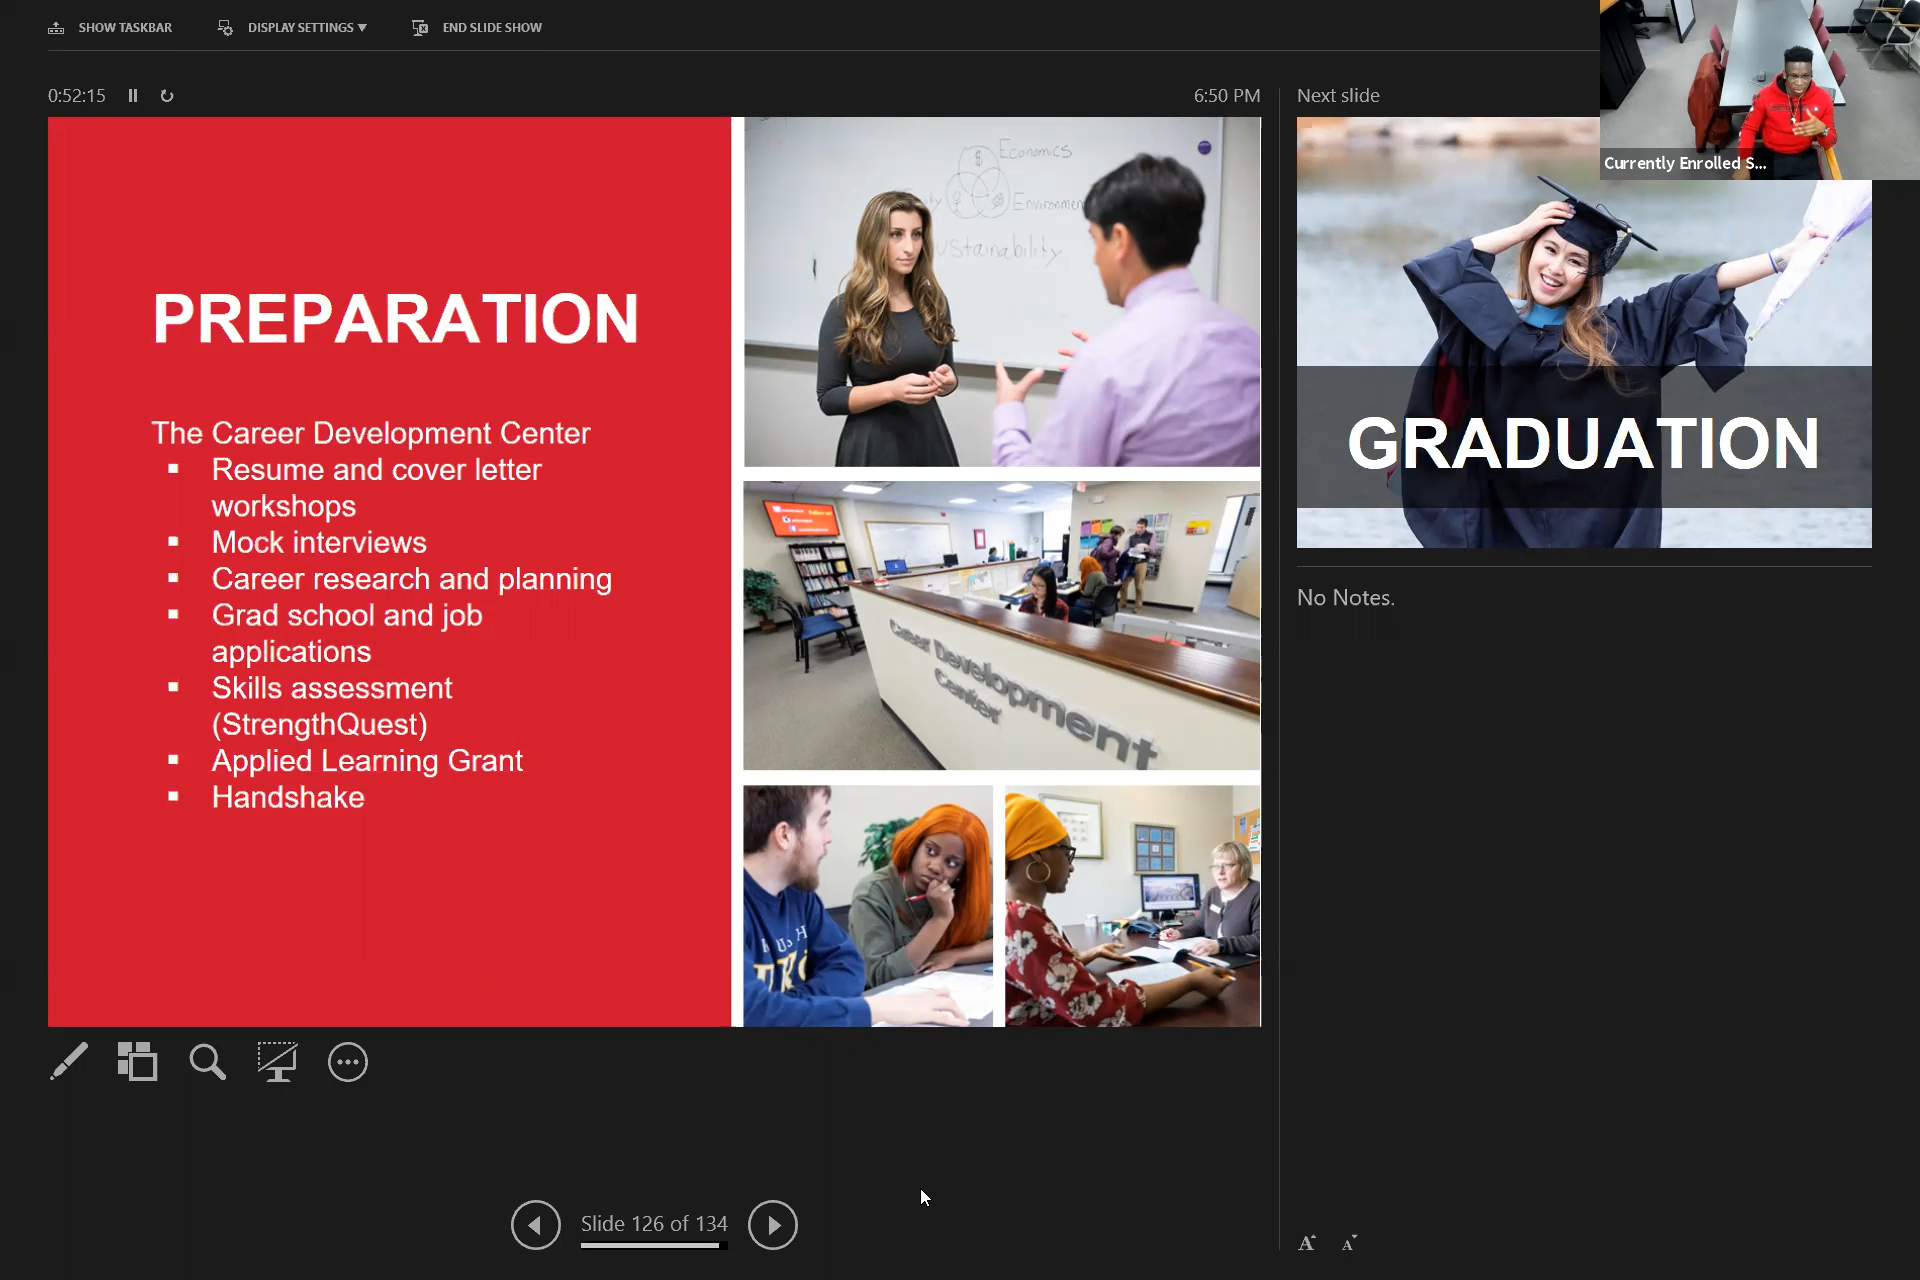 SHOW TASKBAR
DISPLAY SETTINGS
END SLIDE SHOW
0:52:15
6:50 PM
Next slide
Currently Enrolled S...
PREPARATION
The Career Development Center
▪ Resume and cover letter
workshops
▪ Mock interviews
▪ Career research and planning
▪ Grad school and job
applications
▪ Skills assessment
(StrengthQuest)
▪ Applied Learning Grant
▪ Handshake
$ Economics
Environmen
ustainability
Career Development
Center
GRADUATION
No Notes.
Slide 126 of 134
A A